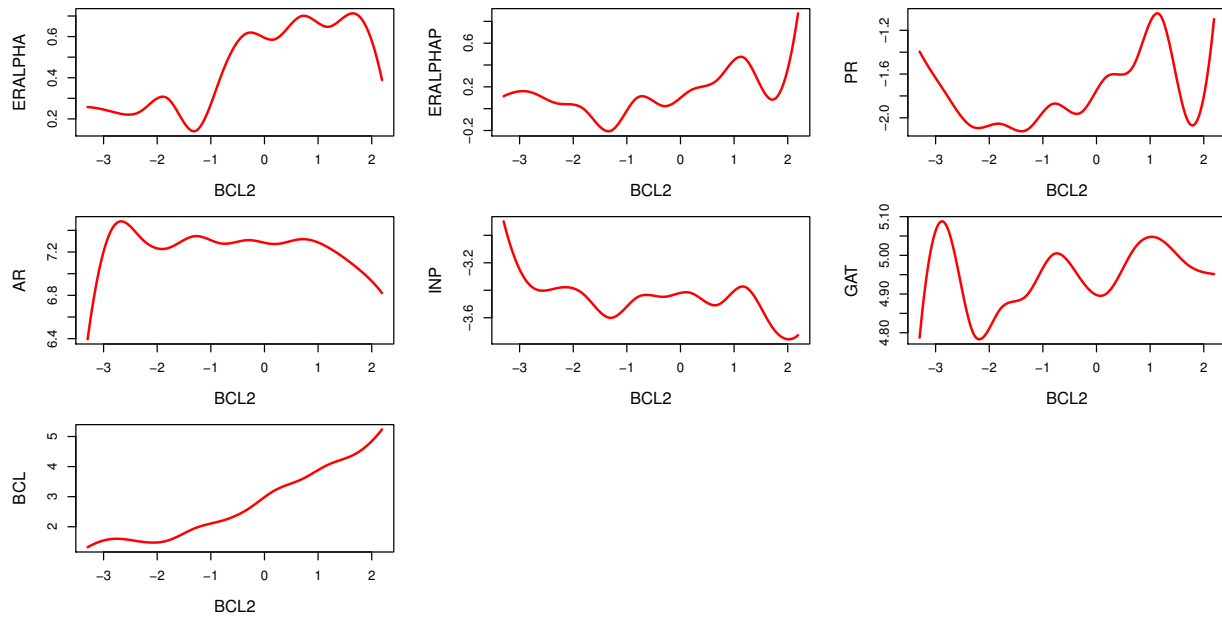 ERALPHA
0.2 0.4 0.6
−3 −2 −1 0 1 2
BCL2
ERALPHAP
−0.2 0.2 0.6
−3 −2 −1 0 1 2
BCL2
PR
−2.0 −1.6 −1.2
−3 −2 −1 0 1 2
BCL2
AR
6.4 6.8 7.2
−3 −2 −1 0 1 2
BCL2
INP
−3.6 −3.2
−3 −2 −1 0 1 2
BCL2
GAT
4.80 4.90 5.00 5.10
−3 −2 −1 0 1 2
BCL2
BCL
2 3 4 5
−3 −2 −1 0 1 2
BCL2